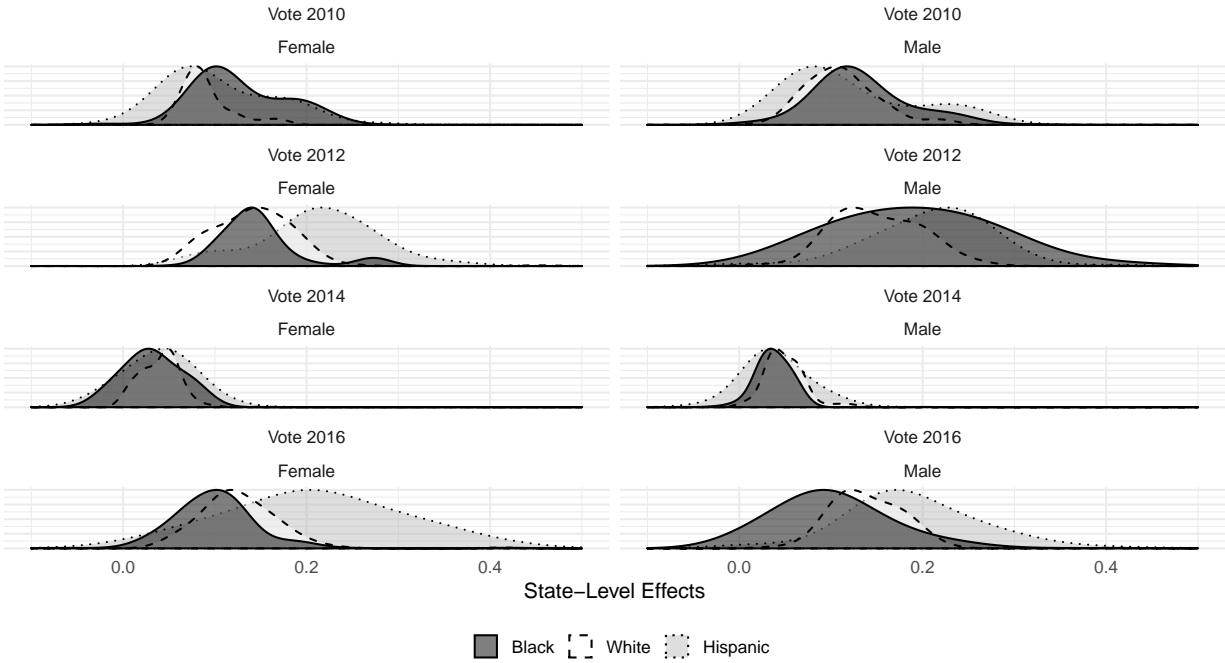 Vote 2010
Female
Vote 2010
Male
Vote 2012
Female
Vote 2012
Male
Vote 2014
Female
Vote 2014
Male
Vote 2016
Female
Vote 2016
Male
0.0 0.2 0.4 0.0 0.2 0.4
State−Level Effects
Black White Hispanic